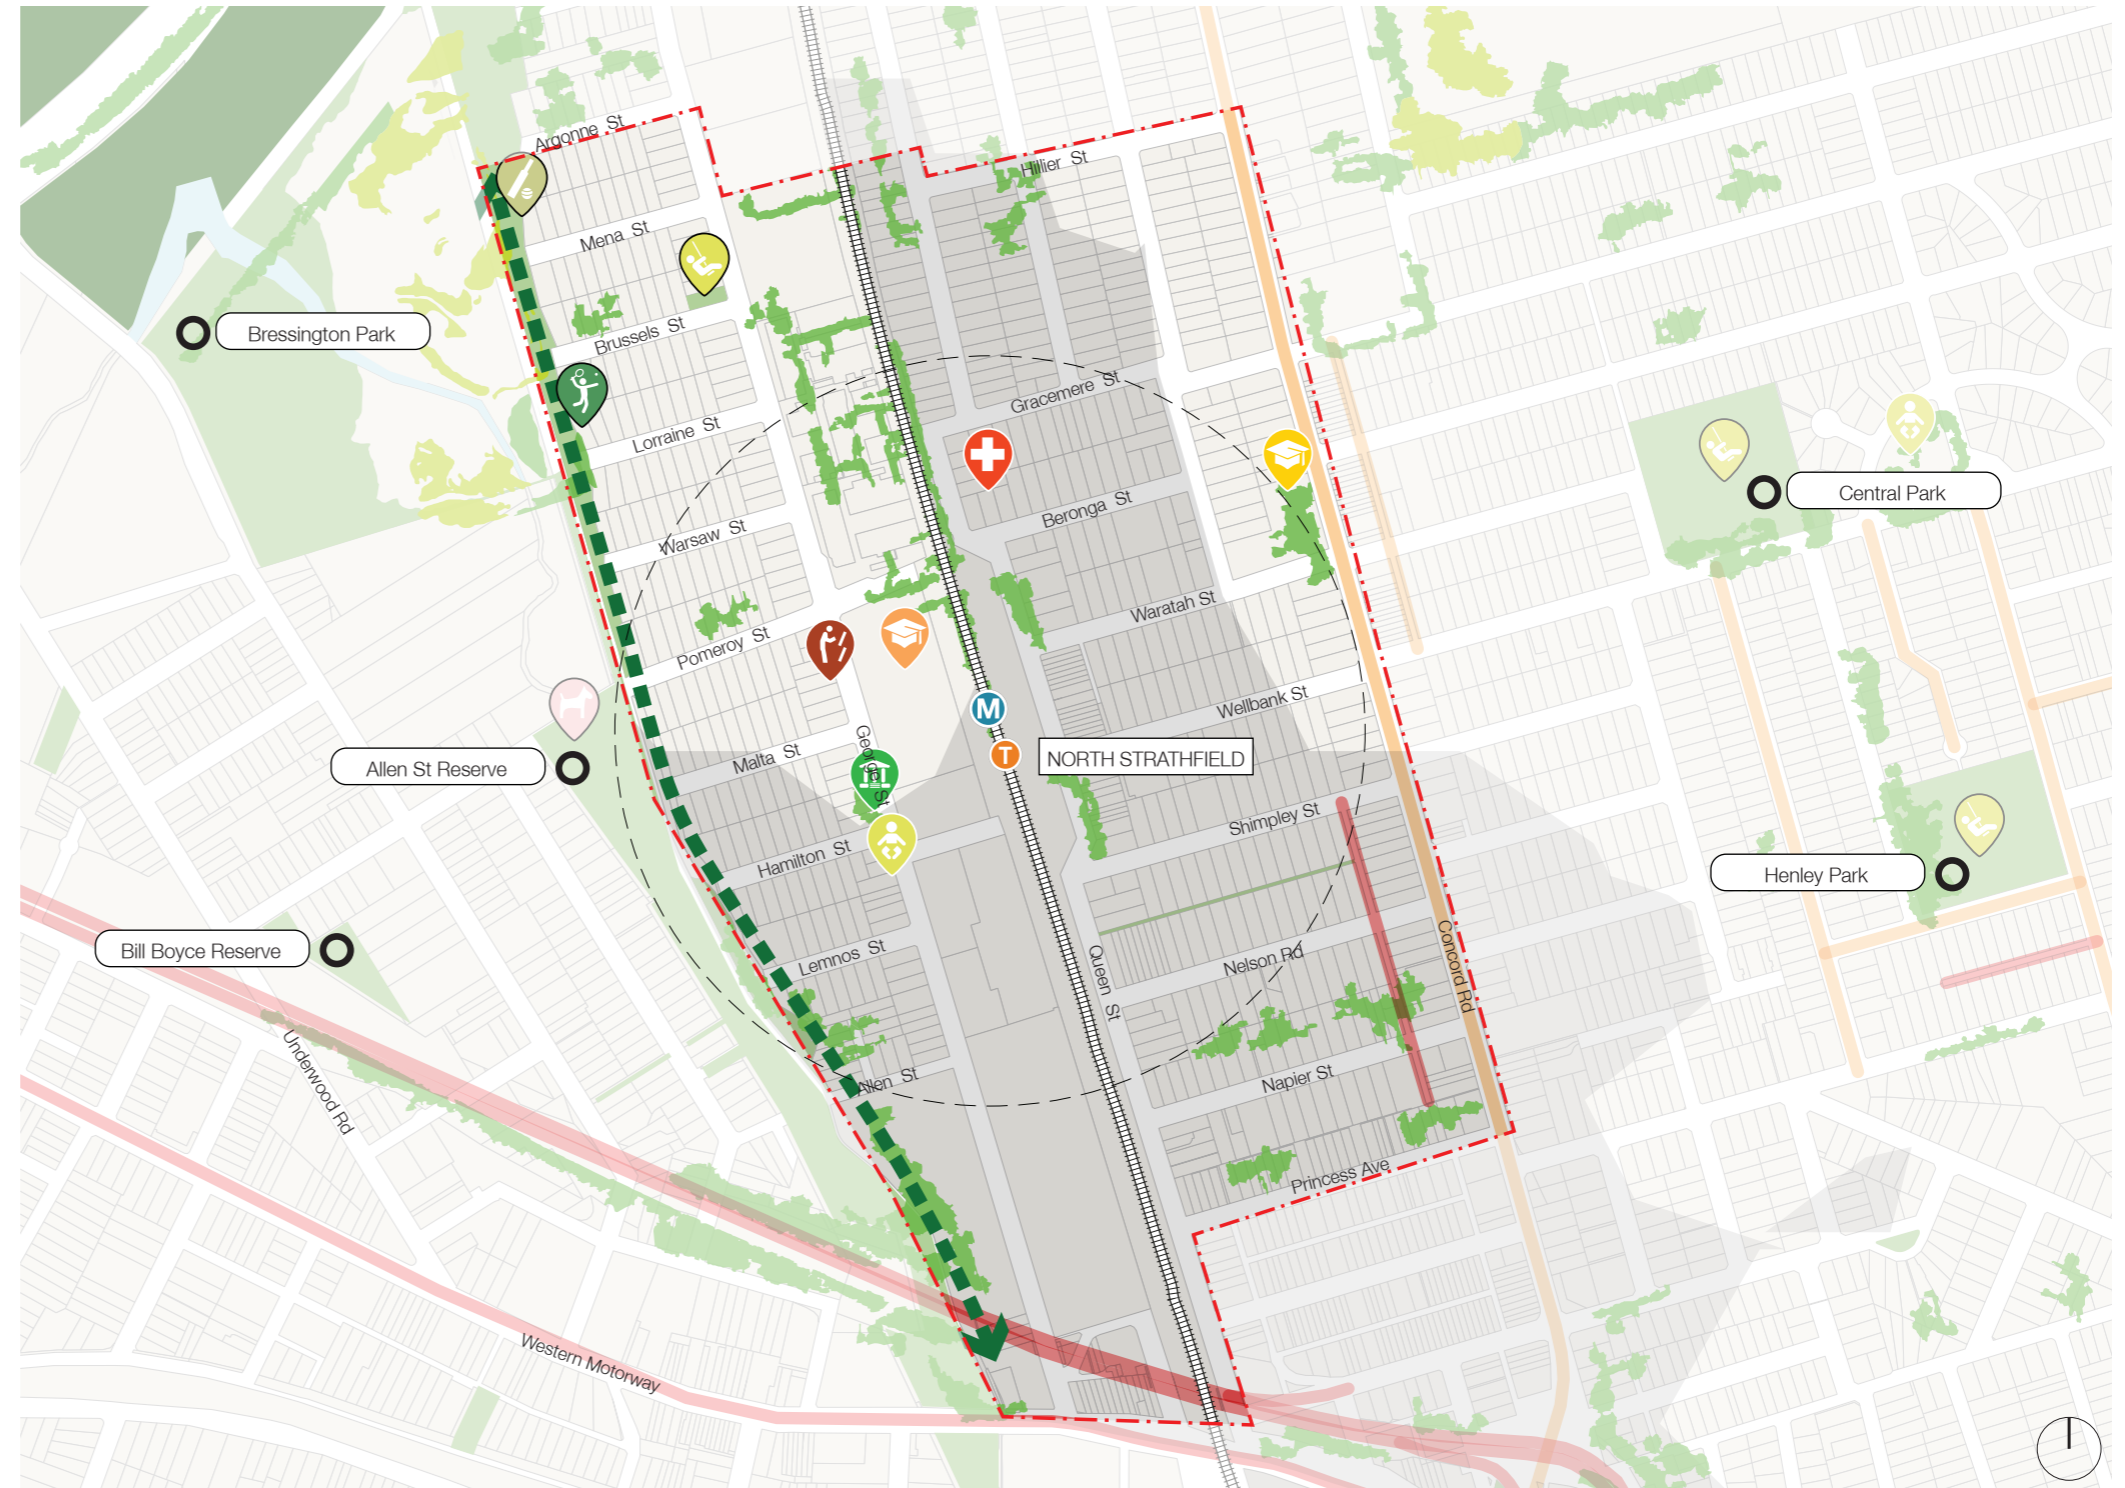 Argonne St
Hillier St
Mena St
Bressington Park
Brussels St
Gracemere St
Lorraine St
Central Park
Beronga St
Warsaw St
Waratah St
Pomeroy St
Wellbank St
M
T
NORTH STRATHFIELD
Malta St
George St
Allen St Reserve
Shimpley St
Hamilton St
Henley Park
Bill Boyce Reserve
Lemnos St
Nelson Rd
Queen St
Concord Rd
Underwood Rd
Allen St
Napier St
Princess Ave
Western Motorway